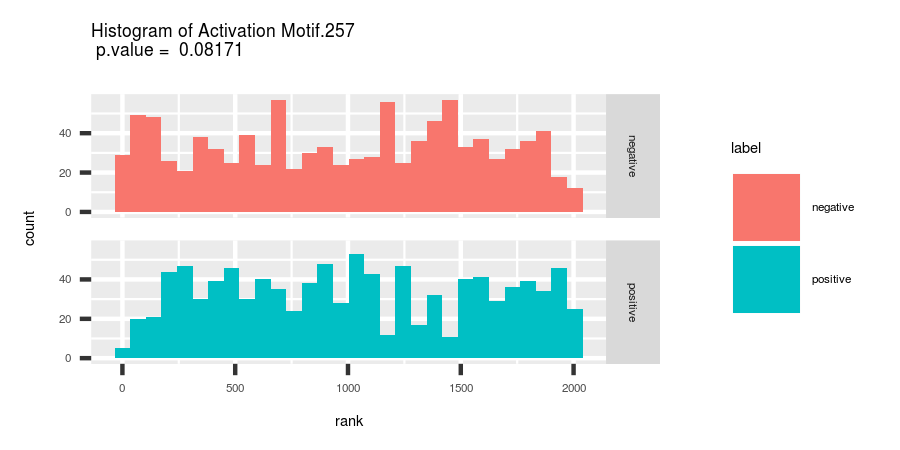 Histogram of Activation Motif.257
p.value = 0.08171
count
40
20
0
negative
40
20
0
positive
0 500 1000 1500 2000
rank
label
negative
positive